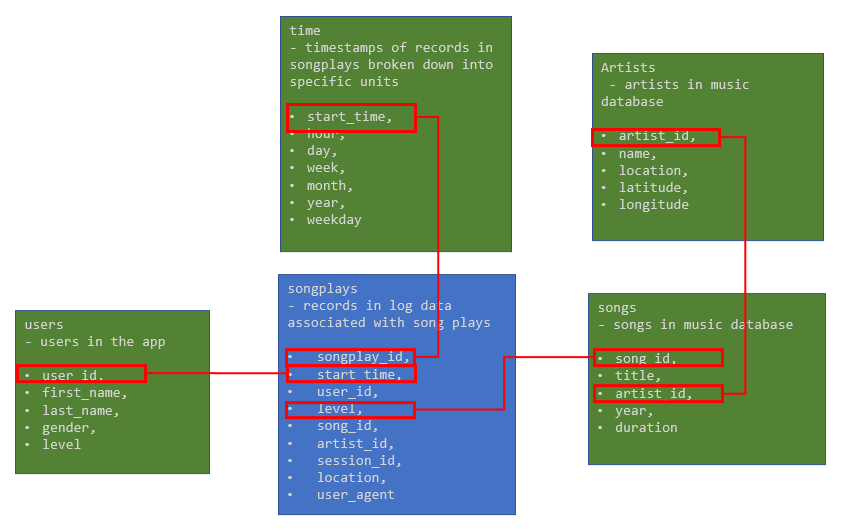 time
- timestamps of records in
songplays broken down into
specific units
• start_time,
• hour,
• day,
• week,
• month,
• year,
• weekday
Artists
- artists in music
database
• artist_id,
• name,
• location,
• latitude,
• longitude
users
- users in the app
• user_id,
• first_name,
• last_name,
• gender,
• level
songplays
- records in log data
associated with song plays
• songplay_id,
• start_time,
• user_id,
• level,
• song_id,
• artist_id,
• session_id,
• location,
• user_agent
songs
- songs in music database
• song_id,
• title,
• artist_id,
• year,
• duration